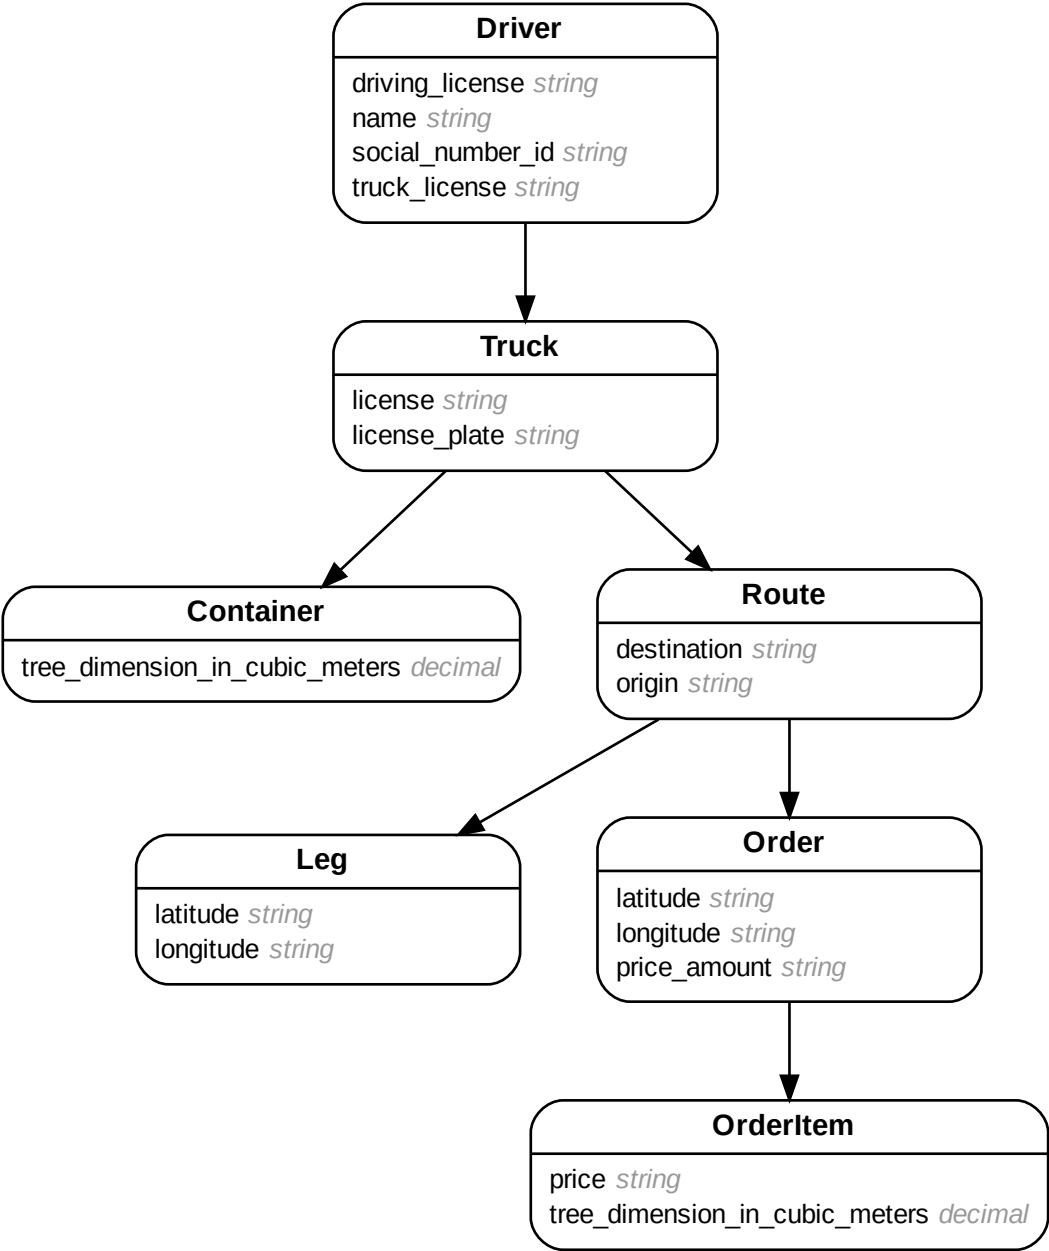 Driver
driving_license string
name string
social_number_id string
truck_license string
Truck
license string
license_plate string
Container
tree_dimension_in_cubic_meters decimal
Route
destination string
origin string
Leg
latitude string
longitude string
Order
latitude string
longitude string
price_amount string
OrderItem
price string
tree_dimension_in_cubic_meters decimal